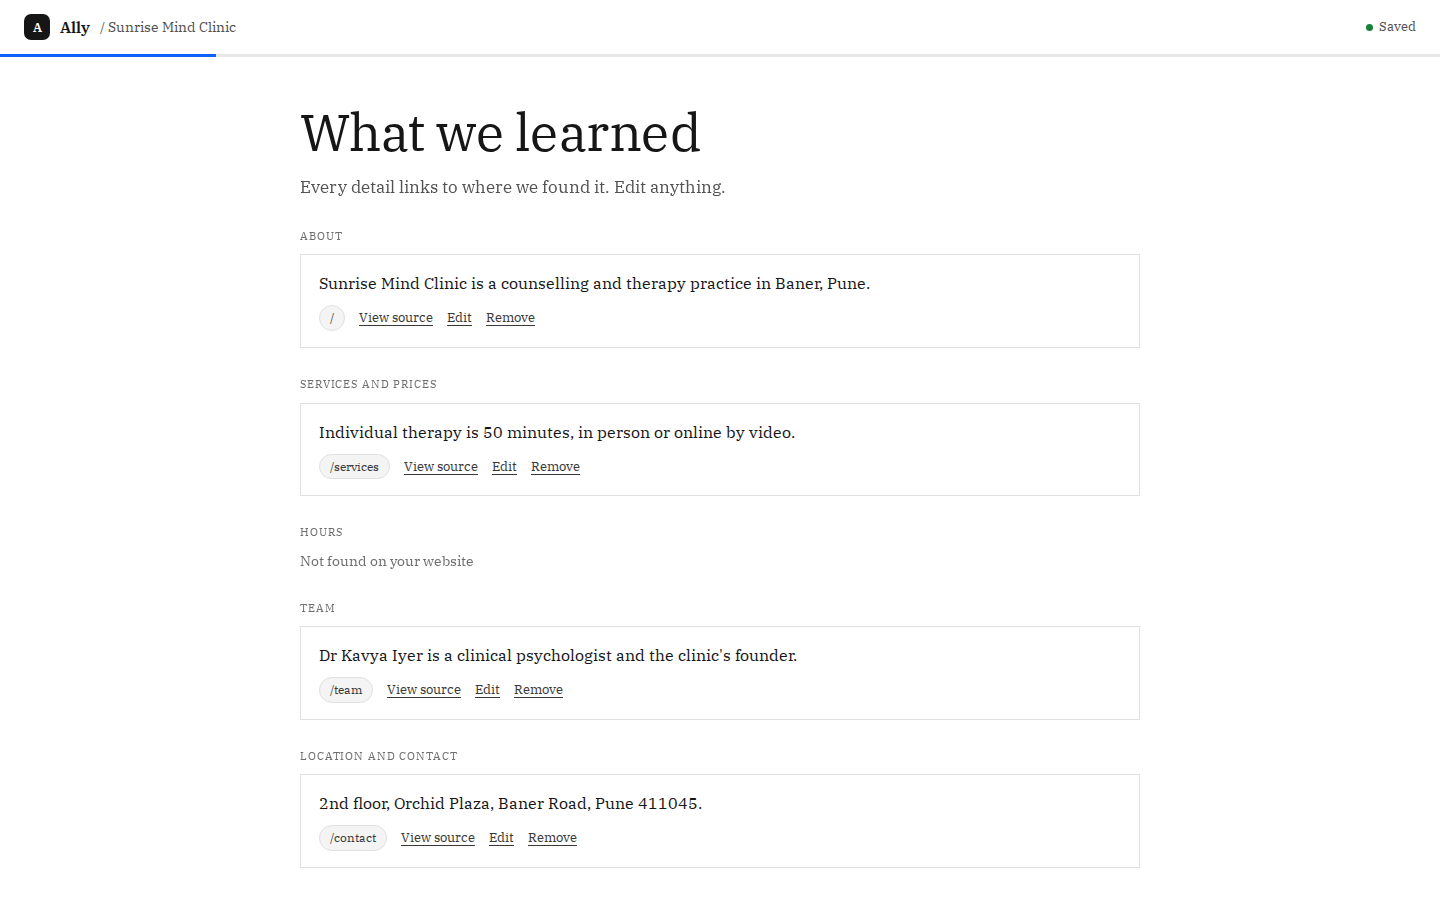 A Ally / Sunrise Mind Clinic
Saved
What we learned
Every detail links to where we found it. Edit anything.
ABOUT
Sunrise Mind Clinic is a counselling and therapy practice in Baner, Pune.
/ View source Edit Remove
SERVICES AND PRICES
Individual therapy is 50 minutes, in person or online by video.
/services View source Edit Remove
HOURS
Not found on your website
TEAM
Dr Kavya Iyer is a clinical psychologist and the clinic's founder.
/team View source Edit Remove
LOCATION AND CONTACT
2nd floor, Orchid Plaza, Baner Road, Pune 411045.
/contact View source Edit Remove